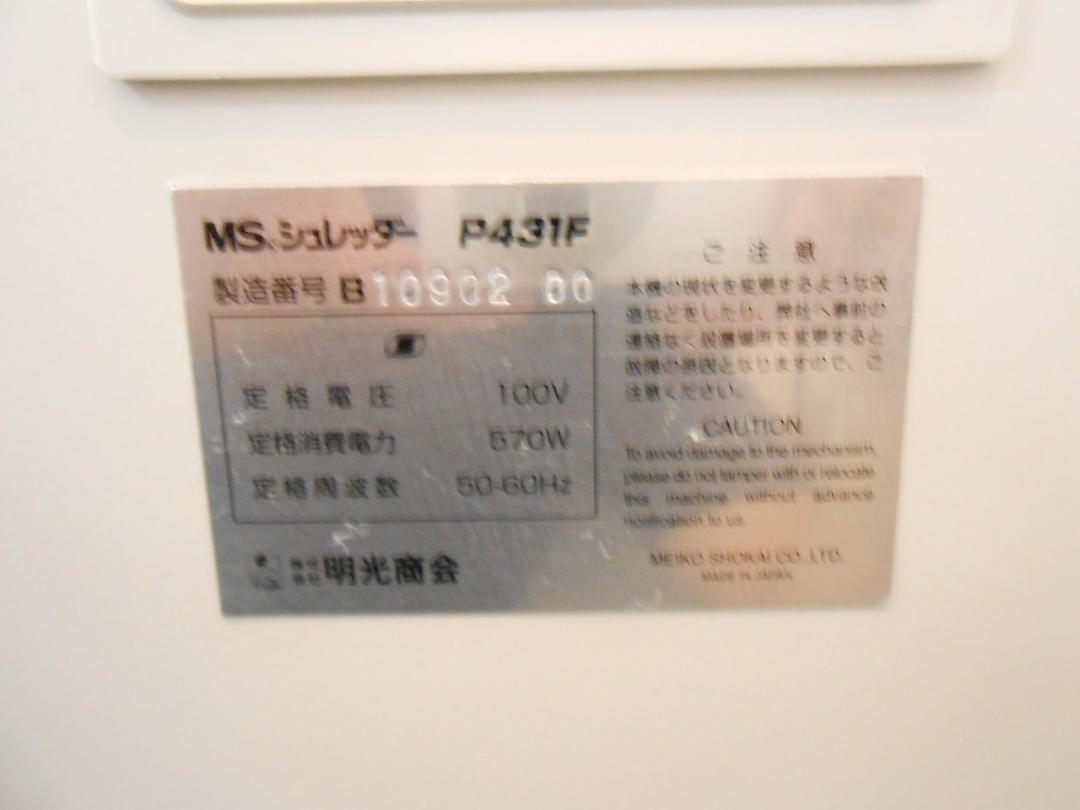 MS.シュレッダー P431F
製造番号 B 10902 00
定格電圧 100V
定格消費電力 570W
定格周波数 50-60Hz
株式会社 明光商会
ご注意
本機の現状を変更するような改
造などをしたり、弊社へ事前の
連絡なく設置場所を変更すると
故障の原因となりますので、ご
注意ください。
CAUTION
To avoid damage to the mechanism,
please do not tamper with or relocate
this machine without advance
notification to us.
MEIKO SHOKAI CO., LTD.
MADE IN JAPAN